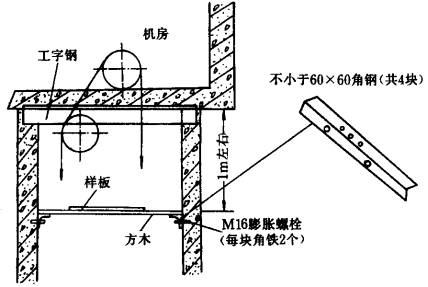 机房
工字钢
不小于60×60角钢(共4块)
1m左右
样板
方木
M16膨胀螺栓
(每块角铁2个)